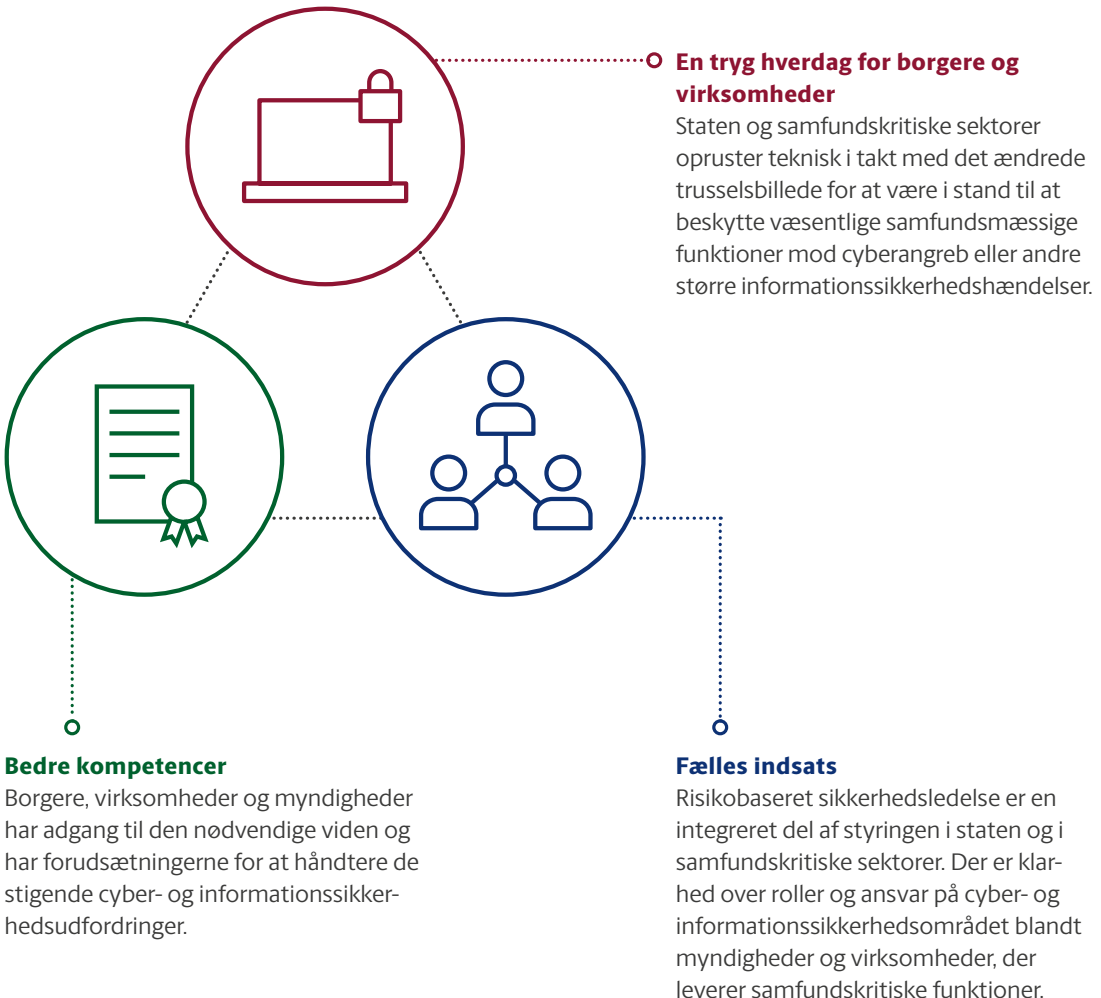 En tryg hverdag for borgere og
virksomheder
Staten og samfundskritiske sektorer
opruster teknisk i takt med det ændrede
trusselsbillede for at være i stand til at
beskytte væsentlige samfundsmæssige
funktioner mod cyberangreb eller andre
større informationssikkerhedshændelser.
Bedre kompetencer
Borgere, virksomheder og myndigheder
har adgang til den nødvendige viden og
har forudsætningerne for at håndtere de
stigende cyber- og informationssikker-
hedsudfordringer.
Fælles indsats
Risikobaseret sikkerhedsledelse er en
integreret del af styringen i staten og i
samfundskritiske sektorer. Der er klar-
hed over roller og ansvar på cyber- og
informationssikkerhedsområdet blandt
myndigheder og virksomheder, der
leverer samfundskritiske funktioner.